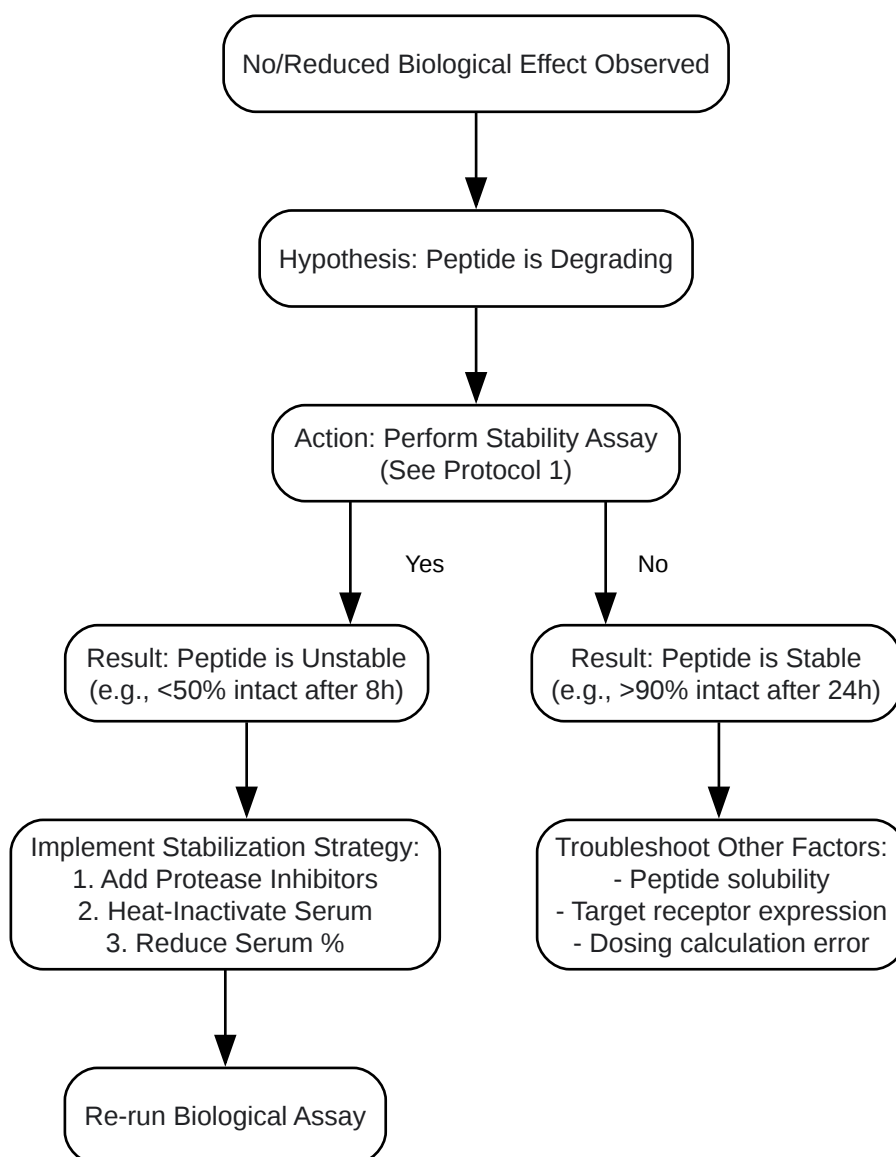 No/Reduced Biological Effect Observed
Hypothesis: Peptide is Degrading
Action: Perform Stability Assay
(See Protocol 1)
Yes
No
Result: Peptide is Unstable
(e.g., <50% intact after 8h)
Result: Peptide is Stable
(e.g., >90% intact after 24h)
Implement Stabilization Strategy:
1. Add Protease Inhibitors
2. Heat-Inactivate Serum
3. Reduce Serum %
Troubleshoot Other Factors:
- Peptide solubility
- Target receptor expression
- Dosing calculation error
Re-run Biological Assay